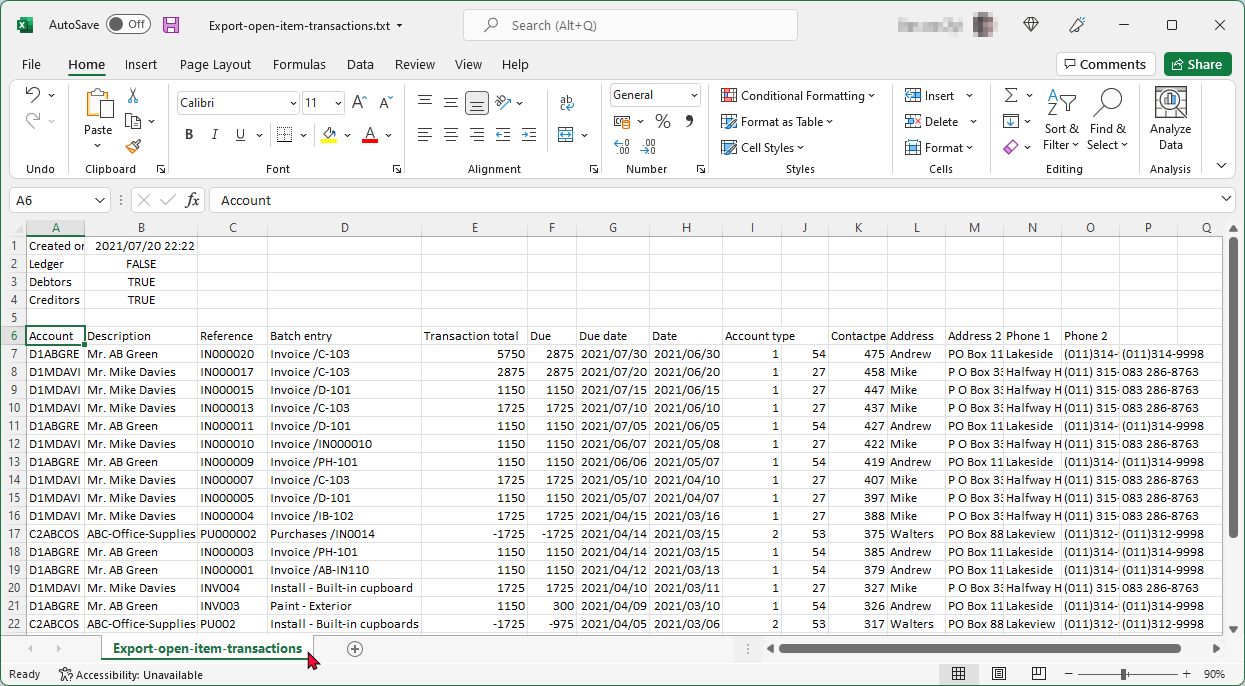 AutoSave Off Export-open-item-transactions.txt Search (Alt+Q)
File Home Insert Page Layout Formulas Data Review View Help Comments Share
Calibri 11 General Conditional Formatting Insert
Paste Format as Table Delete Sort & Find & Analyze
B I U A % Cell Styles Format Filter Select Data
Undo Clipboard Font Alignment Number Styles Cells Editing Analysis
A6 fx Account
A B C D E F G H I J K L M N O P Q
1 Created on 2021/07/20 22:22
2 Ledger FALSE
3 Debtors TRUE
4 Creditors TRUE
5
6 Account Description Reference Batch entry Transaction total Due Due date Date Account type Contactpe Address Address 2 Phone 1 Phone 2
7 D1ABGRE Mr. AB Green IN000020 Invoice /C-103 5750 2875 2021/07/30 2021/06/30 1 54 475 Andrew PO Box 11 Lakeside (011)314- (011)314-9998
8 D1MDAVI Mr. Mike Davies IN000017 Invoice /C-103 2875 2875 2021/07/20 2021/06/20 1 27 458 Mike P O Box 33 Halfway H (011) 315- 083 286-8763
9 D1MDAVI Mr. Mike Davies IN000015 Invoice /D-101 1150 1150 2021/07/15 2021/06/15 1 27 447 Mike P O Box 33 Halfway H (011) 315- 083 286-8763
10 D1MDAVI Mr. Mike Davies IN000013 Invoice /C-103 1725 1725 2021/07/10 2021/06/10 1 27 437 Mike P O Box 33 Halfway H (011) 315- 083 286-8763
11 D1ABGRE Mr. AB Green IN000011 Invoice /D-101 1150 1150 2021/07/05 2021/06/05 1 54 427 Andrew PO Box 11 Lakeside (011)314- (011)314-9998
12 D1MDAVI Mr. Mike Davies IN000010 Invoice /IN000010 1150 1150 2021/06/07 2021/05/08 1 27 422 Mike P O Box 33 Halfway H (011) 315- 083 286-8763
13 D1ABGRE Mr. AB Green IN000009 Invoice /PH-101 1150 1150 2021/06/06 2021/05/07 1 54 419 Andrew PO Box 11 Lakeside (011)314- (011)314-9998
14 D1MDAVI Mr. Mike Davies IN000007 Invoice /C-103 1725 1725 2021/05/10 2021/04/10 1 27 407 Mike P O Box 33 Halfway H (011) 315- 083 286-8763
15 D1MDAVI Mr. Mike Davies IN000005 Invoice /D-101 1150 1150 2021/05/07 2021/04/07 1 27 397 Mike P O Box 33 Halfway H (011) 315- 083 286-8763
16 D1MDAVI Mr. Mike Davies IN000004 Invoice /IB-102 1725 1725 2021/04/15 2021/03/16 1 27 388 Mike P O Box 33 Halfway H (011) 315- 083 286-8763
17 C2ABCOS ABC-Office-Supplies PU000002 Purchases /IN0014 -1725 -1725 2021/04/14 2021/03/15 2 53 375 Walters PO Box 88 Lakeview (011)312- (011)312-9998
18 D1ABGRE Mr. AB Green IN000003 Invoice /PH-101 1150 1150 2021/04/14 2021/03/15 1 54 385 Andrew PO Box 11 Lakeside (011)314- (011)314-9998
19 D1ABGRE Mr. AB Green IN000001 Invoice /AB-IN110 1150 1150 2021/04/12 2021/03/13 1 54 379 Andrew PO Box 11 Lakeside (011)314- (011)314-9998
20 D1MDAVI Mr. Mike Davies INV004 Install - Built-in cupboard 1725 1725 2021/04/10 2021/03/11 1 27 327 Mike P O Box 33 Halfway H (011) 315- 083 286-8763
21 D1ABGRE Mr. AB Green INV003 Paint - Exterior 1150 300 2021/04/09 2021/03/10 1 54 326 Andrew PO Box 11 Lakeside (011)314- (011)314-9998
22 C2ABCOS ABC-Office-Supplies PU002 Install - Built-in cupboards -1725 -975 2021/04/05 2021/03/06 2 53 317 Walters PO Box 88 Lakeview (011)312- (011)312-9998
Export-open-item-transactions
Ready Accessibility: Unavailable 90%